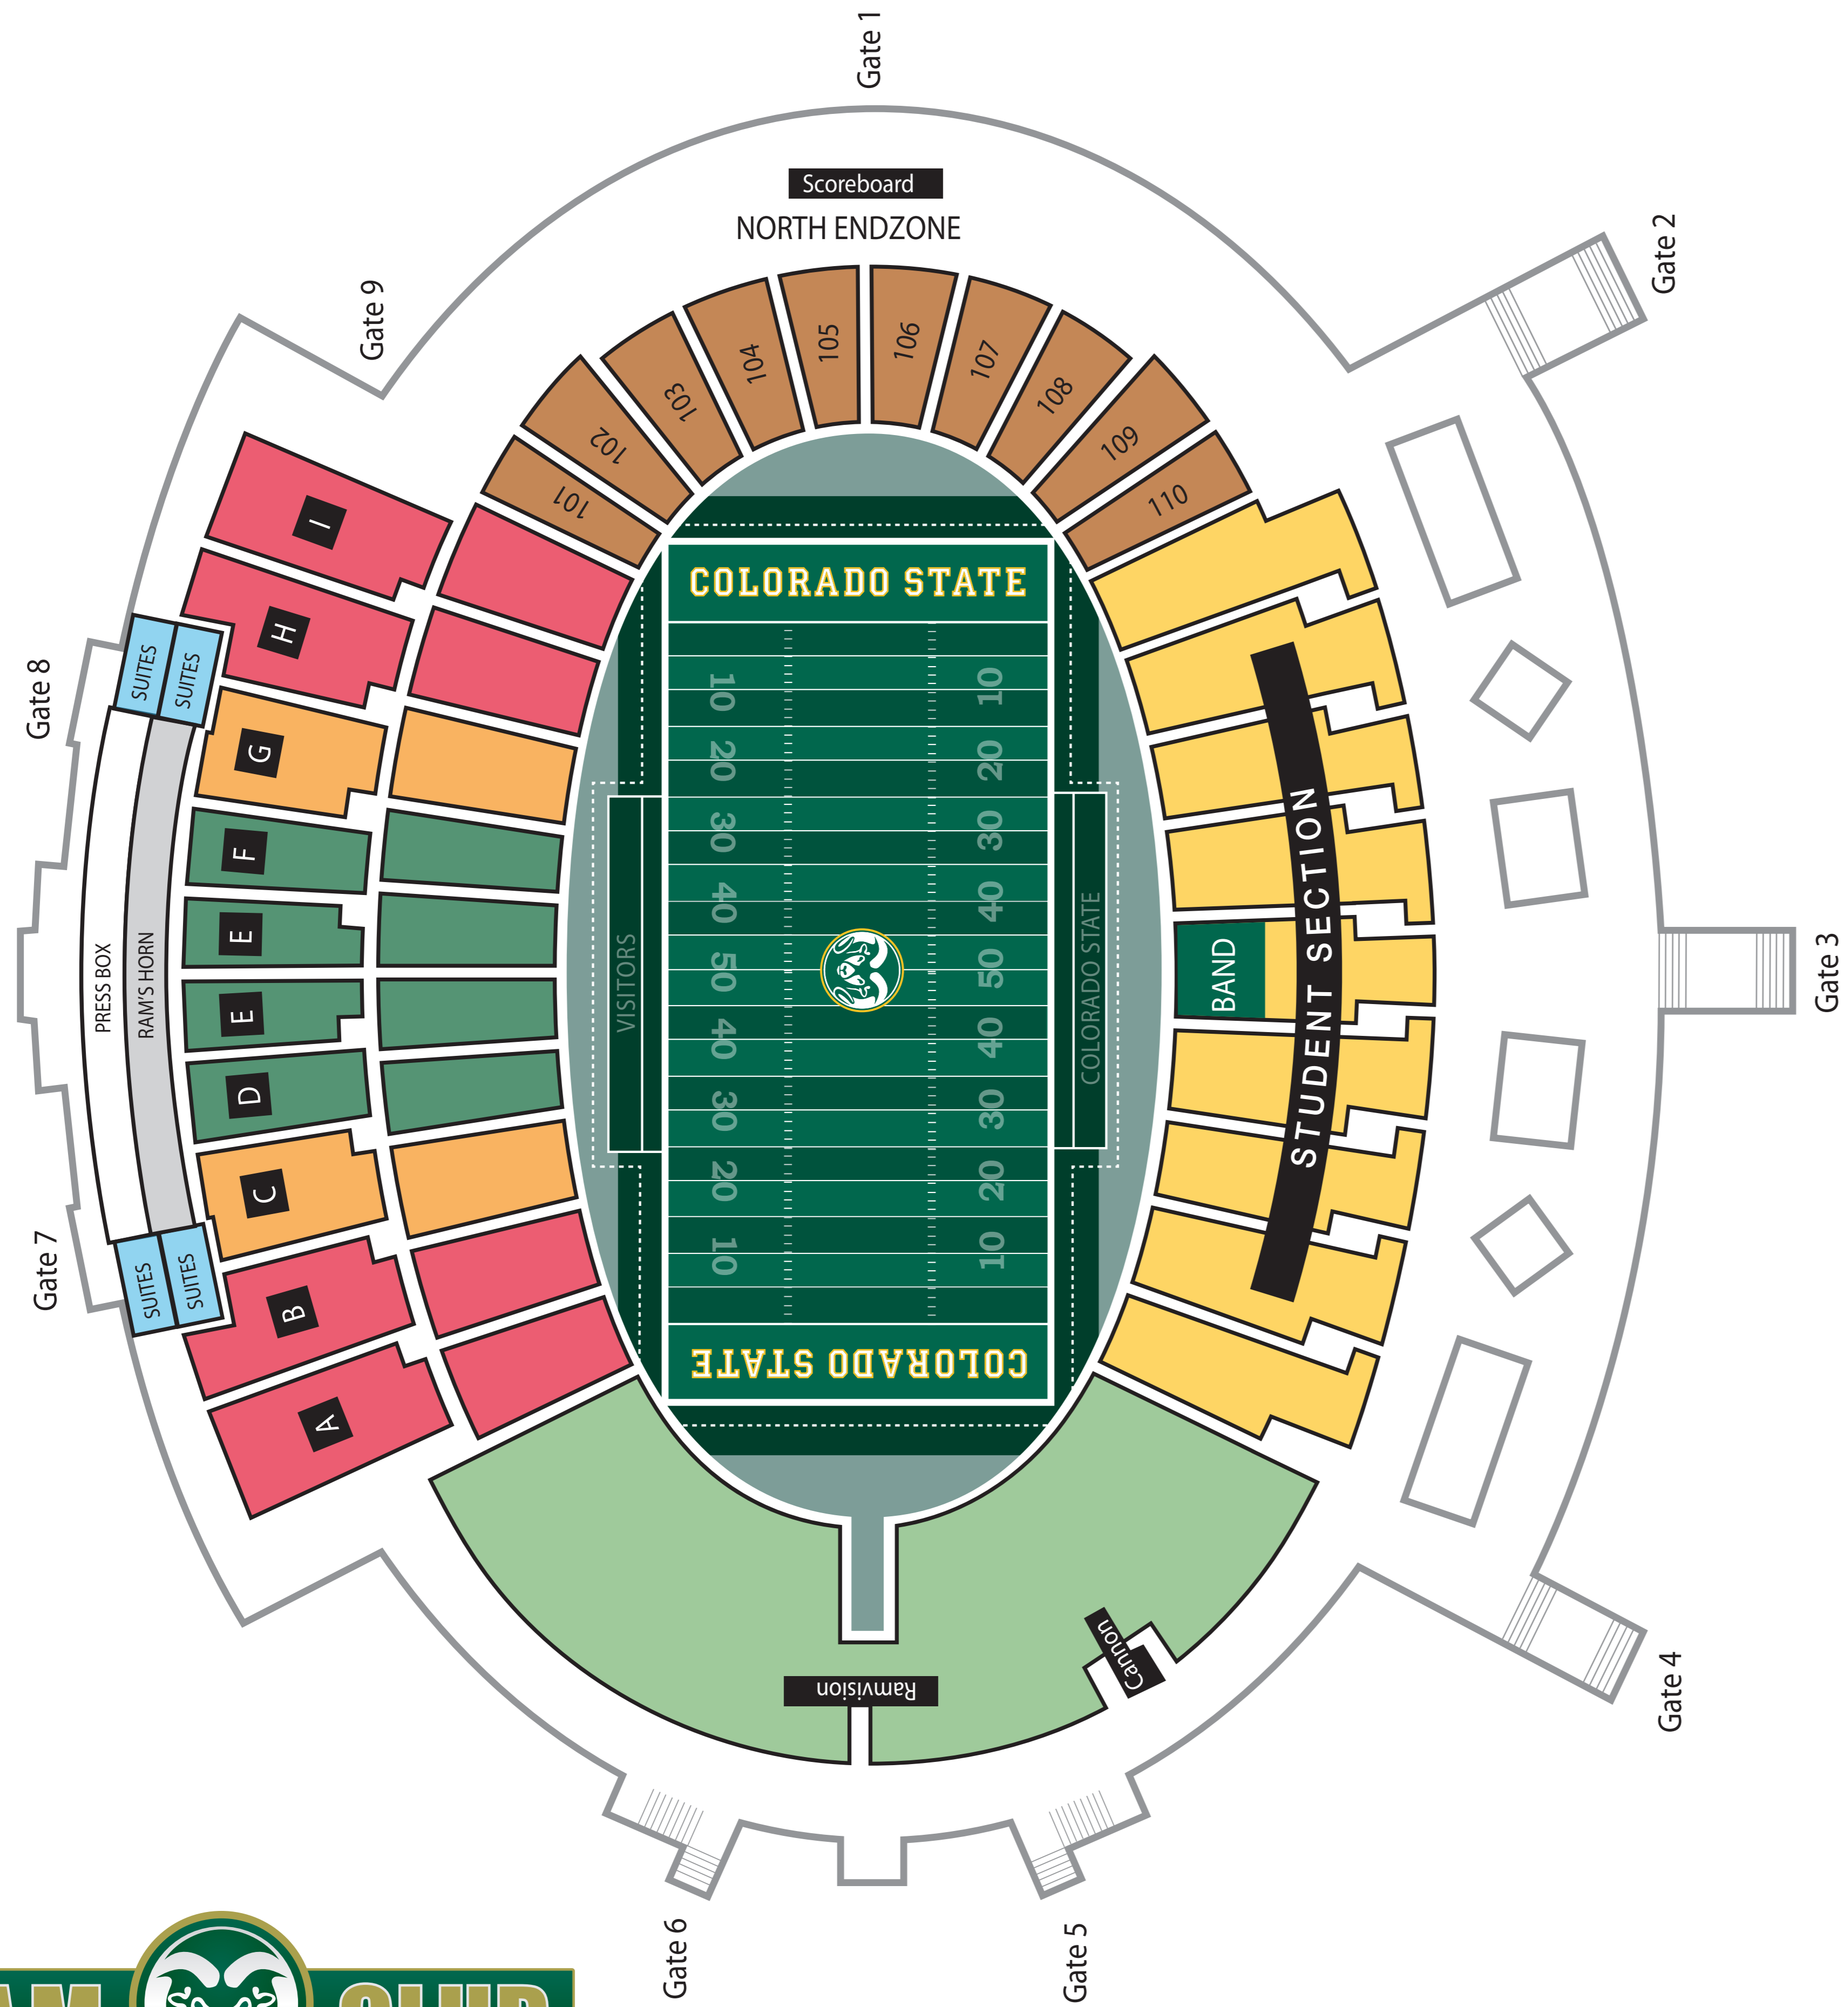 Gate 1
Scoreboard
NORTH ENDZONE
Gate 2
Gate 9
101
102
103
104
105
106
107
108
109
110
I
H
G
F
E
E
D
C
B
A
Gate 8
SUITES
SUITES
PRESS BOX
RAM'S HORN
SUITES
SUITES
Gate 7
COLORADO STATE
10 10
20 20
30 30
40 40
50 50
40 40
30 30
20 20
10 10
COLORADO STATE
VISITORS
COLORADO STATE
BAND
STUDENT SECTION
Gate 3
Ramvision
Cannon
Gate 4
Gate 6
Gate 5
AM CLUB